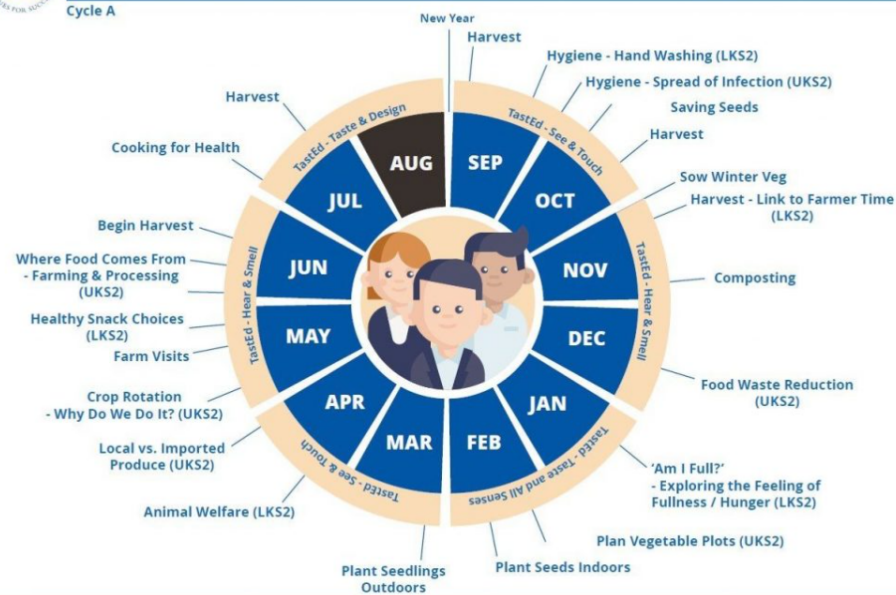 Cycle A
New Year
Harvest
Hygiene - Hand Washing (LKS2)
Hygiene - Spread of Infection (UKS2)
Saving Seeds
Harvest
Sow Winter Veg
Harvest - Link to Farmer Time
(LKS2)
Composting
Food Waste Reduction
(UKS2)
‘Am I Full?’
- Exploring the Feeling of
Fullness / Hunger (LKS2)
Plan Vegetable Plots (UKS2)
Plant Seeds Indoors
Plant Seedlings
Outdoors
Animal Welfare (LKS2)
Local vs. Imported
Produce (UKS2)
Crop Rotation
- Why Do We Do It? (UKS2)
Farm Visits
Healthy Snack Choices
(LKS2)
Where Food Comes From
- Farming & Processing
(UKS2)
Begin Harvest
Cooking for Health
Harvest
TastEd - See & Touch
TastEd - Hear & Smell
TastEd - Taste and All Senses
TastEd - See & Touch
TastEd - Hear & Smell
TastEd - Taste & Design
SEP
OCT
NOV
DEC
JAN
FEB
MAR
APR
MAY
JUN
JUL
AUG